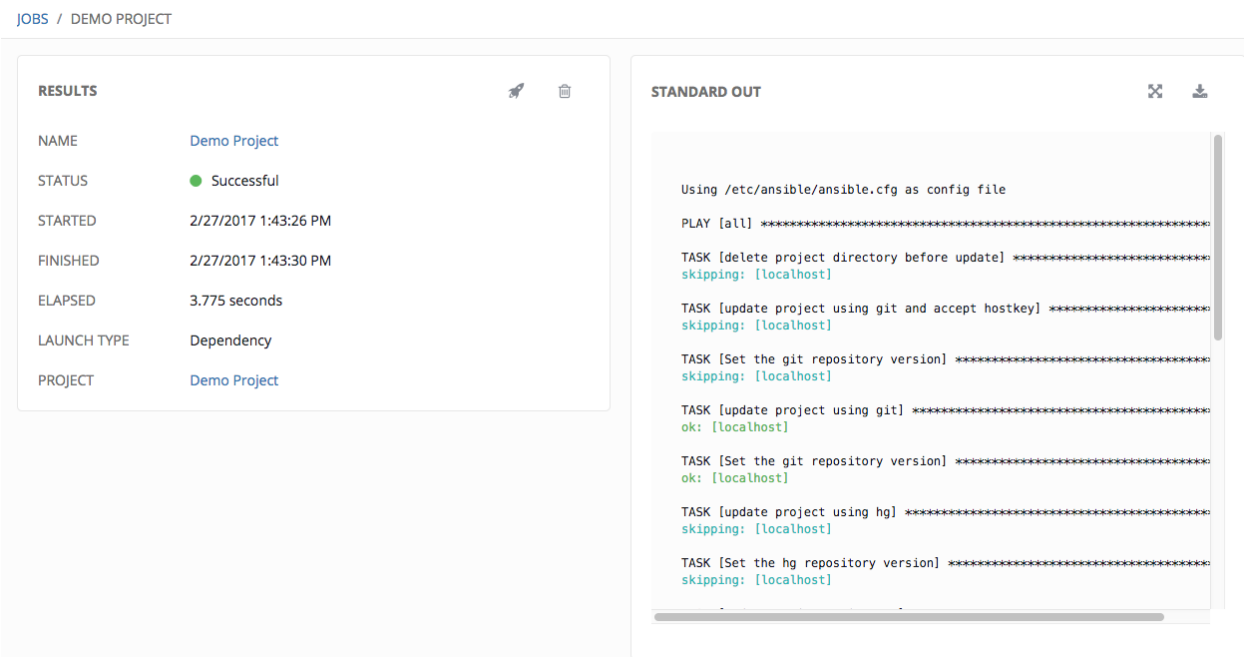 JOBS / DEMO PROJECT
RESULTS
NAME Demo Project
STATUS Successful
STARTED 2/27/2017 1:43:26 PM
FINISHED 2/27/2017 1:43:30 PM
ELAPSED 3.775 seconds
LAUNCH TYPE Dependency
PROJECT Demo Project
STANDARD OUT
Using /etc/ansible/ansible.cfg as config file
PLAY [all] **************************************************************
TASK [delete project directory before update] ***************************
skipping: [localhost]
TASK [update project using git and accept hostkey] **********************
skipping: [localhost]
TASK [Set the git repository version] ***********************************
skipping: [localhost]
TASK [update project using git] *****************************************
ok: [localhost]
TASK [Set the git repository version] ***********************************
ok: [localhost]
TASK [update project using hg] ******************************************
skipping: [localhost]
TASK [Set the hg repository version] ************************************
skipping: [localhost]